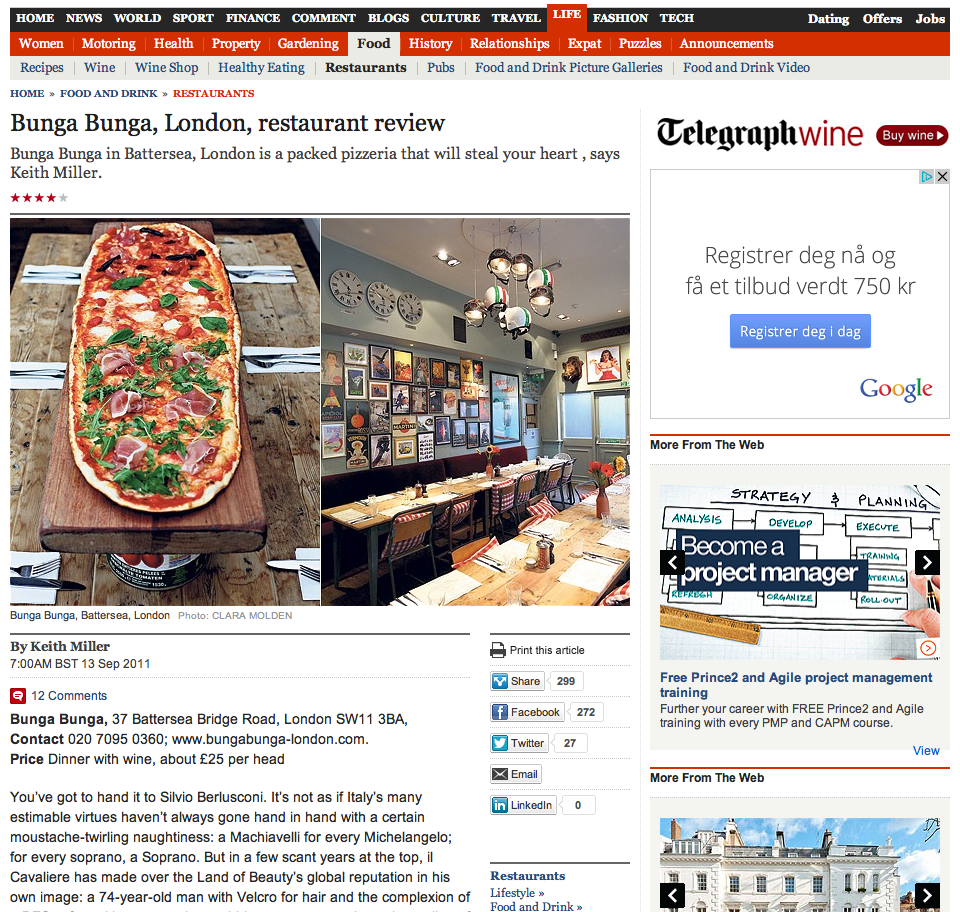 HOME NEWS WORLD SPORT FINANCE COMMENT BLOGS CULTURE TRAVEL LIFE FASHION TECH Dating Offers Jobs
Women Motoring Health Property Gardening Food History Relationships Expat Puzzles Announcements
Recipes Wine Wine Shop Healthy Eating Restaurants Pubs Food and Drink Picture Galleries Food and Drink Video
HOME » FOOD AND DRINK » RESTAURANTS
Bunga Bunga, London, restaurant review
Bunga Bunga in Battersea, London is a packed pizzeria that will steal your heart , says
Keith Miller.
MARTINI
Bunga Bunga, Battersea, London Photo: CLARA MOLDEN
By Keith Miller
7:00AM BST 13 Sep 2011
12 Comments
Bunga Bunga, 37 Battersea Bridge Road, London SW11 3BA,
Contact 020 7095 0360; www.bungabunga-london.com.
Price Dinner with wine, about £25 per head
You've got to hand it to Silvio Berlusconi. It's not as if Italy's many
estimable virtues haven't always gone hand in hand with a certain
moustache-twirling naughtiness: a Machiavelli for every Michelangelo;
for every soprano, a Soprano. But in a few scant years at the top, il
Cavaliere has made over the Land of Beauty's global reputation in his
own image: a 74-year-old man with Velcro for hair and the complexion of
Print this article
Share 299
Facebook 272
Twitter 27
Email
LinkedIn 0
Restaurants
Lifestyle »
Food and Drink »
Telegraphwine Buy wine
Registrer deg nå og
få et tilbud verdt 750 kr
Registrer deg i dag
Google
More From The Web
STRATEGY & PLANNING
ANALYSIS DEVELOP EXECUTE
Become a
project manager
TRAINING
REFRESH ORGANIZE ROLL-OUT
Free Prince2 and Agile project management
training
Further your career with FREE Prince2 and Agile
training with every PMP and CAPM course.
View
More From The Web